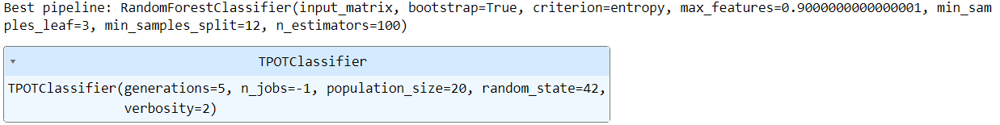 Best pipeline: RandomForestClassifier(input_matrix, bootstrap=True, criterion=entropy, max_features=0.9000000000000001, min_sam
ples_leaf=3, min_samples_split=12, n_estimators=100)
▾ TPOTClassifier
TPOTClassifier(generations=5, n_jobs=-1, population_size=20, random_state=42,
verbosity=2)